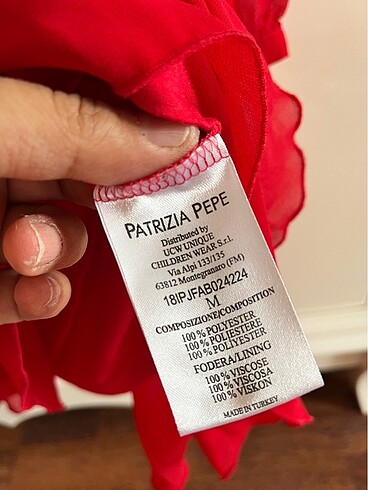 PATRIZIA PEPE
Distributed by
UCW UNIQUE
CHILDREN WEAR S.r.l.
Via Alpi 133/135
63812 Montegranaro (FM)
18IPJFAB024224
M
COMPOSIZIONE/COMPOSITION
100 % POLYESTER
100 % POLIESTERE
100 % POLIYESTER
FODERA/LINING
100 % VISCOSE
100 % VISCOSA
100 % VISKON
MADE IN TURKEY